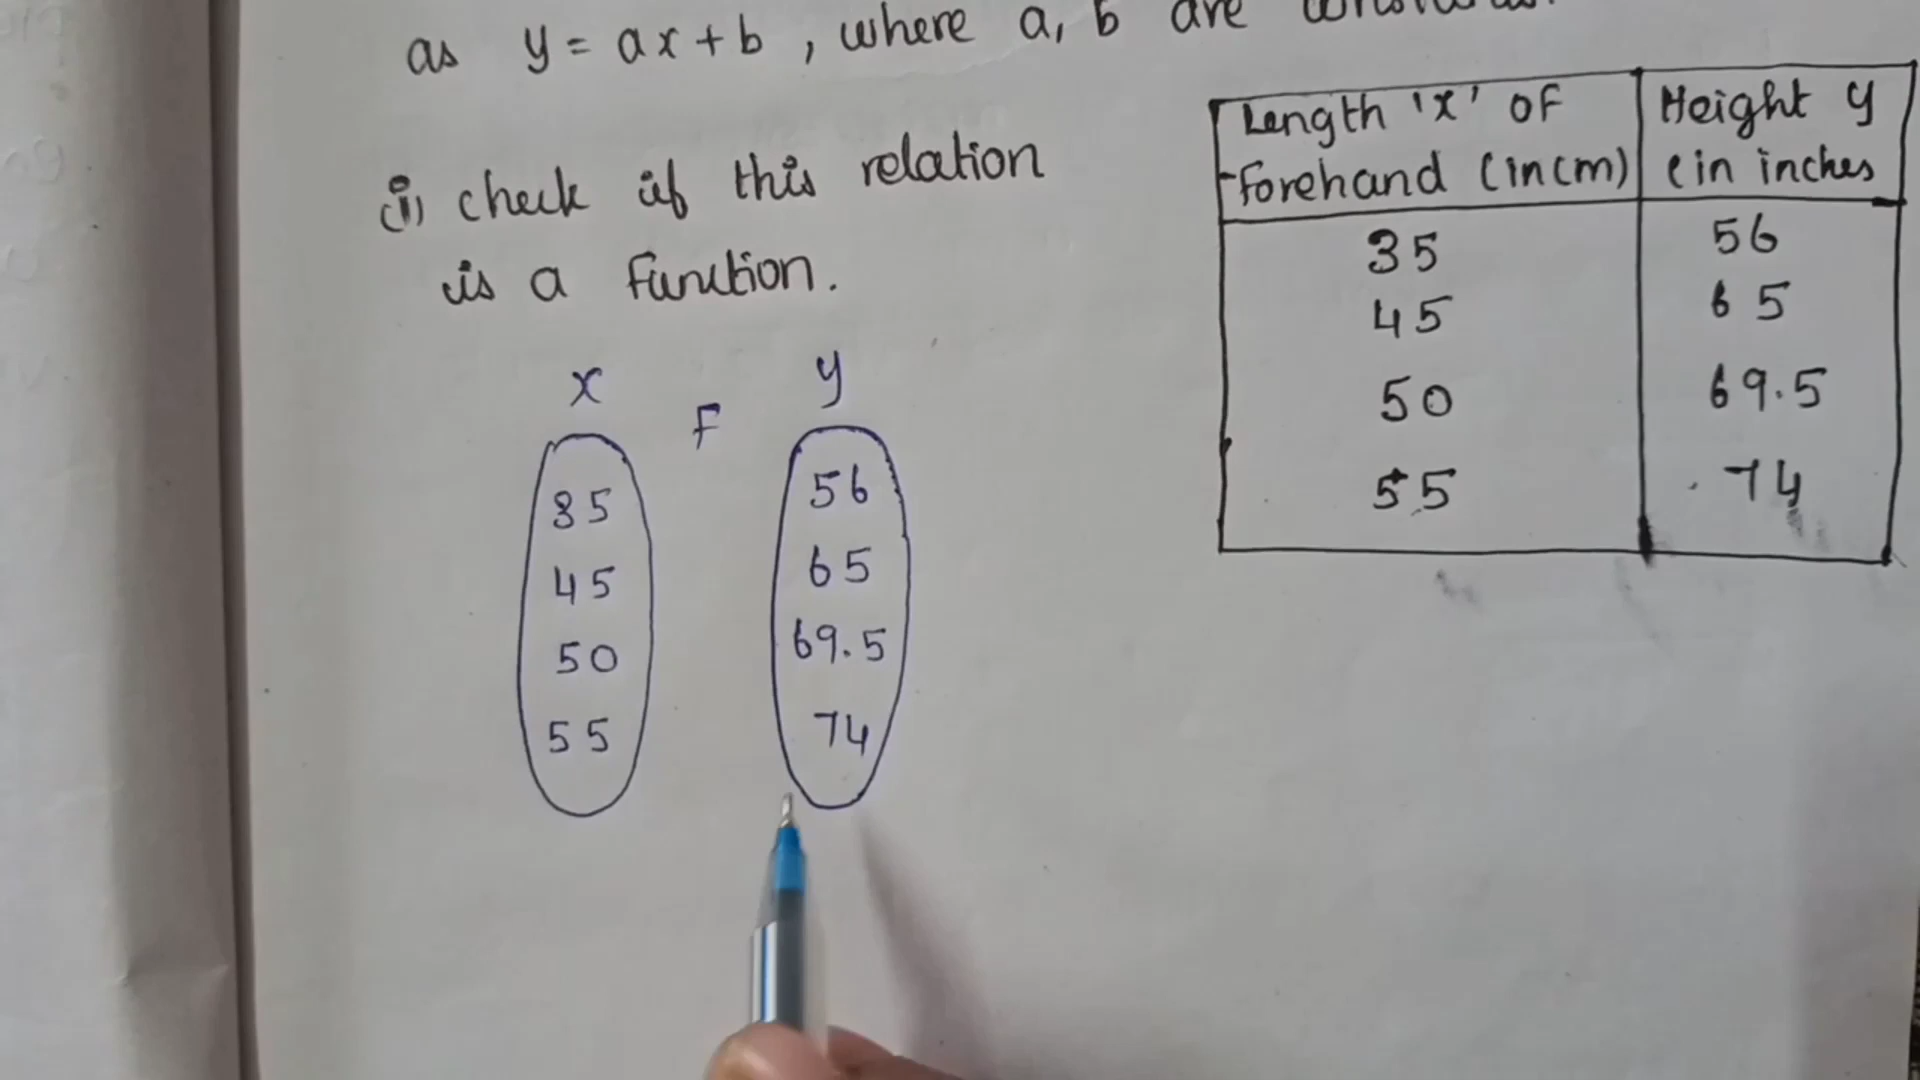 as y = ax + b , where a, b are
(i) check if this relation
is a function.
Length 'x' of
forehand (in cm)
Height y
(in inches
35 56
45 65
50 69.5
55 74
x F y
35 56
45 65
50 69.5
55 74